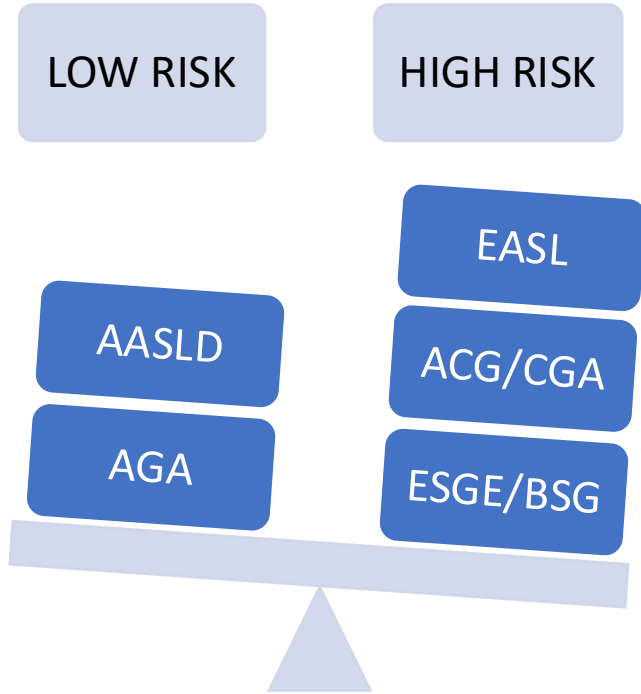 LOW RISK
HIGH RISK
EASL
AASLD
ACG/CGA
AGA
ESGE/BSG